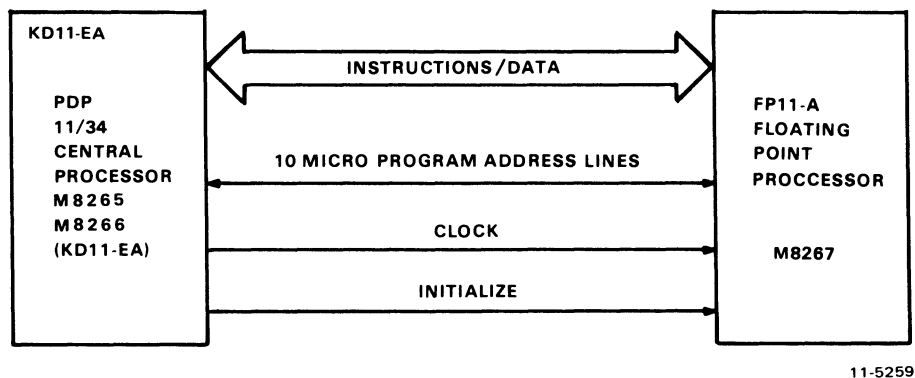 KD11-EA
PDP
11/34
CENTRAL
PROCESSOR
M8265
M8266
(KD11-EA)
INSTRUCTIONS/DATA
10 MICRO PROGRAM ADDRESS LINES
CLOCK
INITIALIZE
FP11-A
FLOATING
POINT
PROCCESSOR
M8267
11-5259